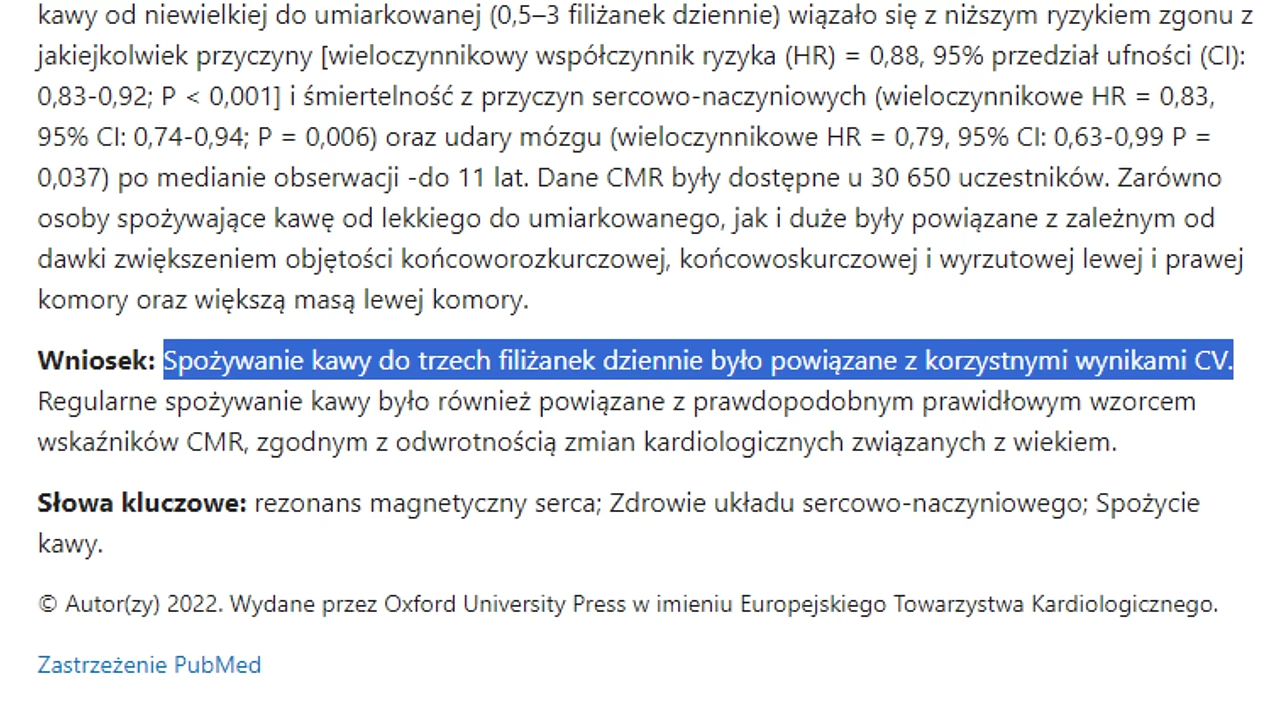 kawy od niewielkiej do umiarkowanej (0,5–3 filiżanek dziennie) wiązało się z niższym ryzykiem zgonu z
jakiejkolwiek przyczyny [wieloczynnikowy współczynnik ryzyka (HR) = 0,88, 95% przedział ufności (CI):
0,83-0,92; P < 0,001] i śmiertelność z przyczyn sercowo-naczyniowych (wieloczynnikowe HR = 0,83,
95% CI: 0,74-0,94; P = 0,006) oraz udary mózgu (wieloczynnikowe HR = 0,79, 95% CI: 0,63-0,99 P =
0,037) po medianie obserwacji -do 11 lat. Dane CMR były dostępne u 30 650 uczestników. Zarówno
osoby spożywające kawę od lekkiego do umiarkowanego, jak i duże były powiązane z zależnym od
dawki zwiększeniem objętości końcoworozkurczowej, końcowoskurczowej i wyrzutowej lewej i prawej
komory oraz większą masą lewej komory.
Wniosek: Spożywanie kawy do trzech filiżanek dziennie było powiązane z korzystnymi wynikami CV.
Regularne spożywanie kawy było również powiązane z prawdopodobnym prawidłowym wzorcem
wskaźników CMR, zgodnym z odwrotnością zmian kardiologicznych związanych z wiekiem.
Słowa kluczowe: rezonans magnetyczny serca; Zdrowie układu sercowo-naczyniowego; Spożycie
kawy.
© Autor(zy) 2022. Wydane przez Oxford University Press w imieniu Europejskiego Towarzystwa Kardiologicznego.
Zastrzeżenie PubMed